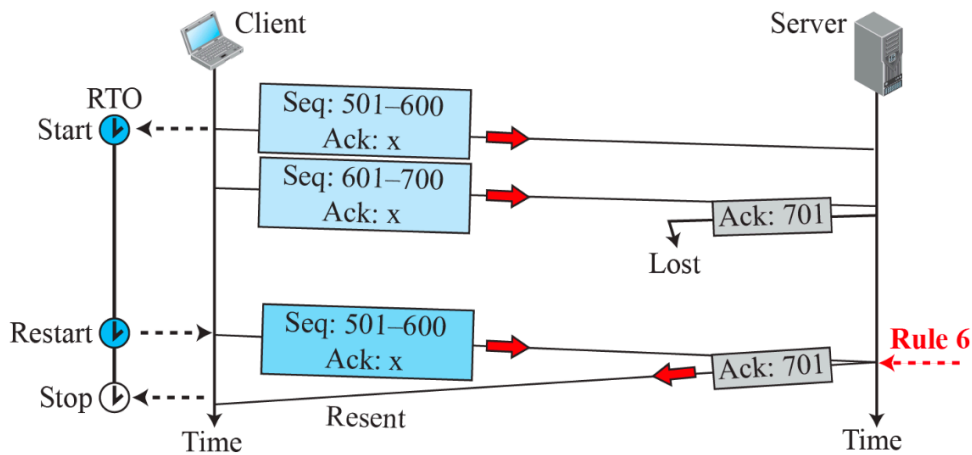 Client
Server
RTO
Start
Seq: 501–600
Ack: x
Seq: 601–700
Ack: x
Ack: 701
Lost
Restart
Seq: 501–600
Ack: x
Rule 6
Ack: 701
Stop
Resent
Time
Time